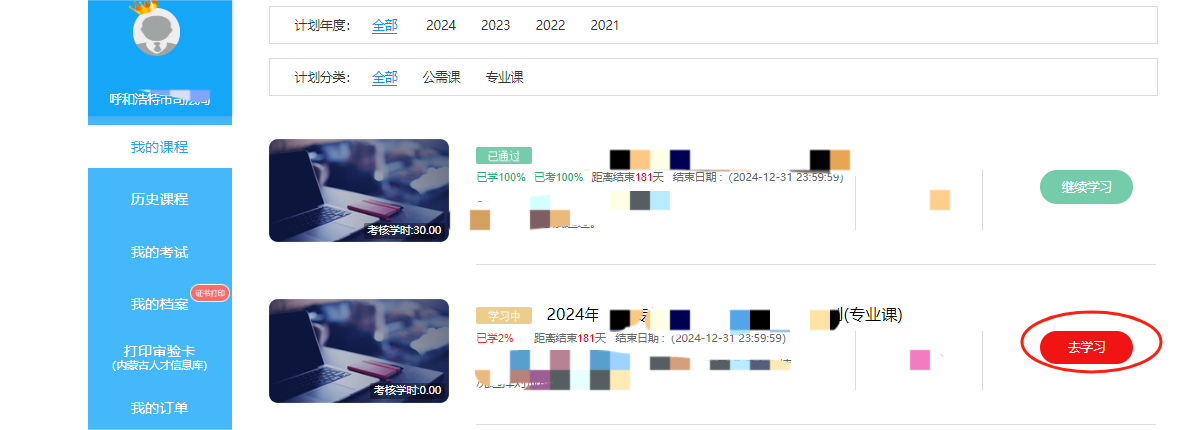 计划年度： 全部 2024 2023 2022 2021
计划分类： 全部 公需课 专业课
呼和浩特市司法局
我的课程
历史课程
我的考试
我的档案 证书打印
打印审验卡
(内蒙古人才信息库)
我的订单
考核学时:30.00
已通过
已学100% 已考100% 距离结束181天 结束日期：(2024-12-31 23:59:59)
继续学习
考核学时:0.00
学习中 2024年 (专业课)
已学2% 距离结束181天 结束日期：(2024-12-31 23:59:59)
去学习